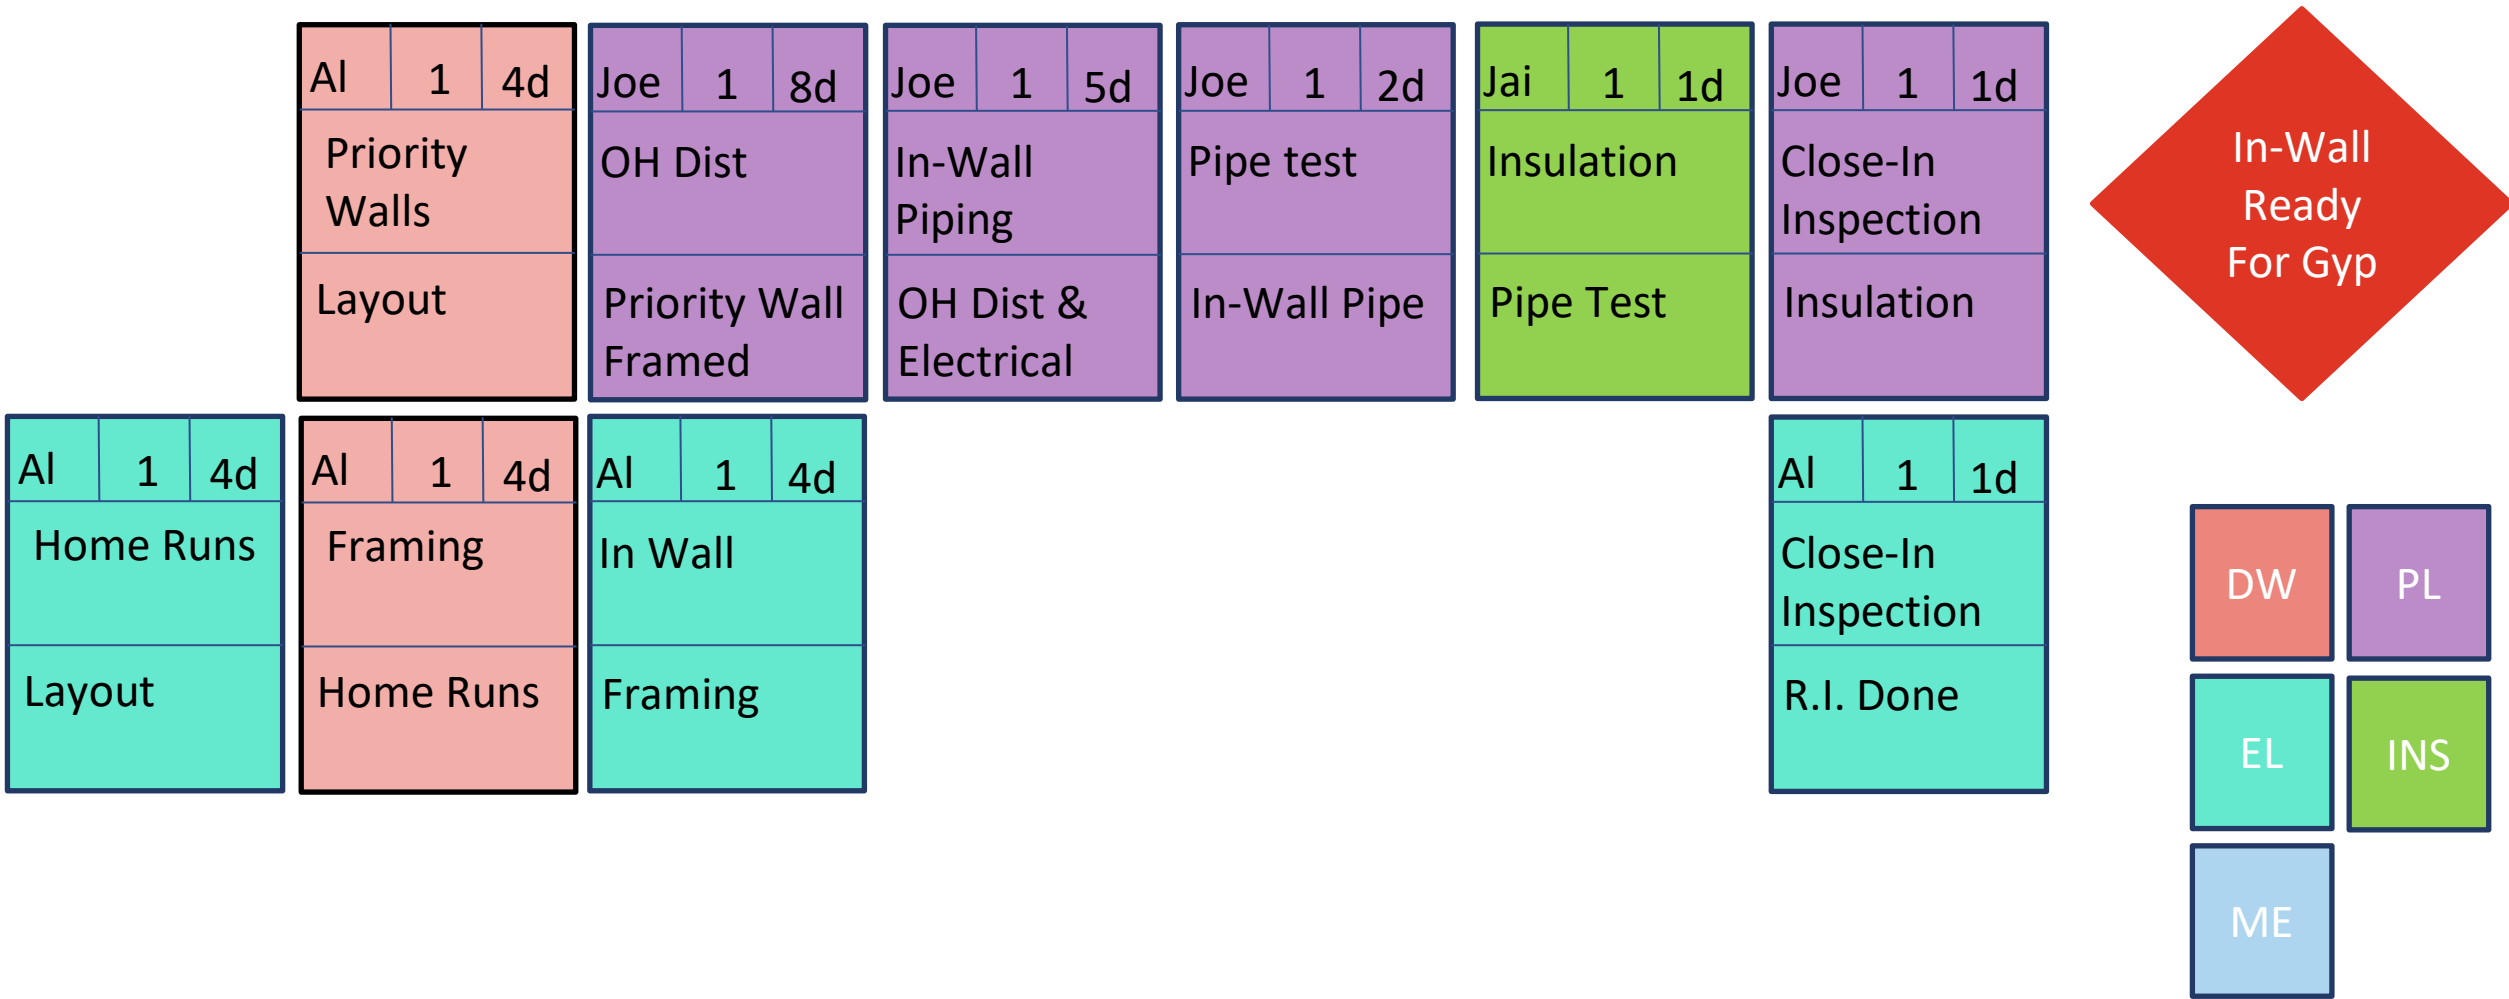 Al 1 4d
Priority
Walls
Layout
Joe 1 8d
OH Dist
Priority Wall
Framed
Joe 1 5d
In-Wall
Piping
OH Dist &
Electrical
Joe 1 2d
Pipe test
In-Wall Pipe
Jai 1 1d
Insulation
Pipe Test
Joe 1 1d
Close-In
Inspection
Insulation
In-Wall
Ready
For Gyp
Al 1 4d
Home Runs
Layout
Al 1 4d
Framing
Home Runs
Al 1 4d
In Wall
Framing
Al 1 1d
Close-In
Inspection
R.I. Done
DW
PL
EL
INS
ME